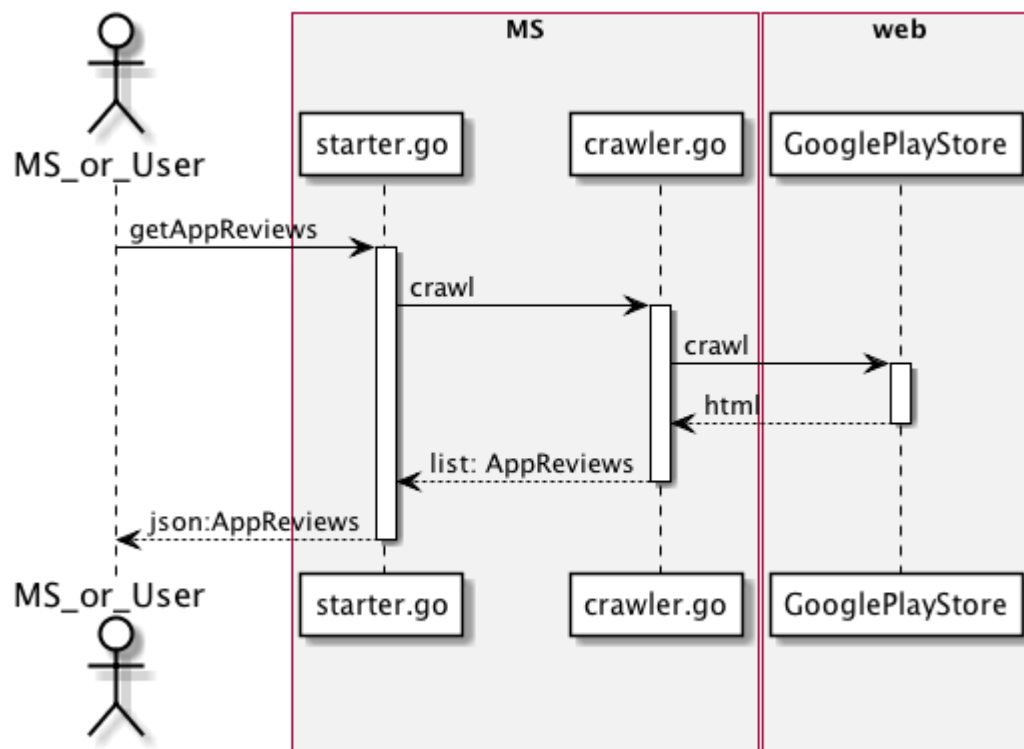 MS
web
MS_or_User
starter.go
crawler.go
GooglePlayStore
getAppReviews
crawl
crawl
html
list: AppReviews
json:AppReviews
MS_or_User
starter.go
crawler.go
GooglePlayStore